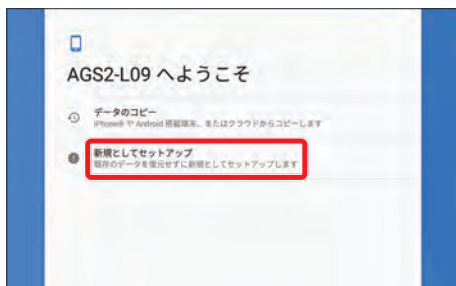 AGS2-L09 へようこそ
データのコピー
iPhone® や Android 搭載端末、またはクラウドからコピーします
新規としてセットアップ
既存のデータを復元せずに新規としてセットアップします